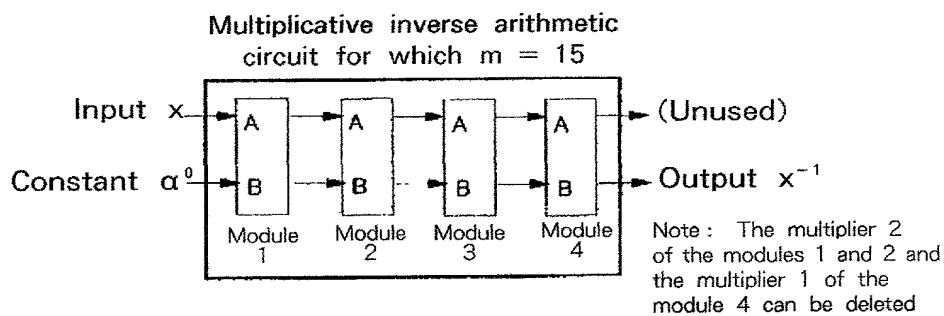 Multiplicative inverse arithmetic
circuit for which m = 15
Input x
A
A
A
A
(Unused)
Constant α⁰
B
B
B
B
Output x⁻¹
Module
1
Module
2
Module
3
Module
4
Note : The multiplier 2
of the modules 1 and 2 and
the multiplier 1 of the
module 4 can be deleted